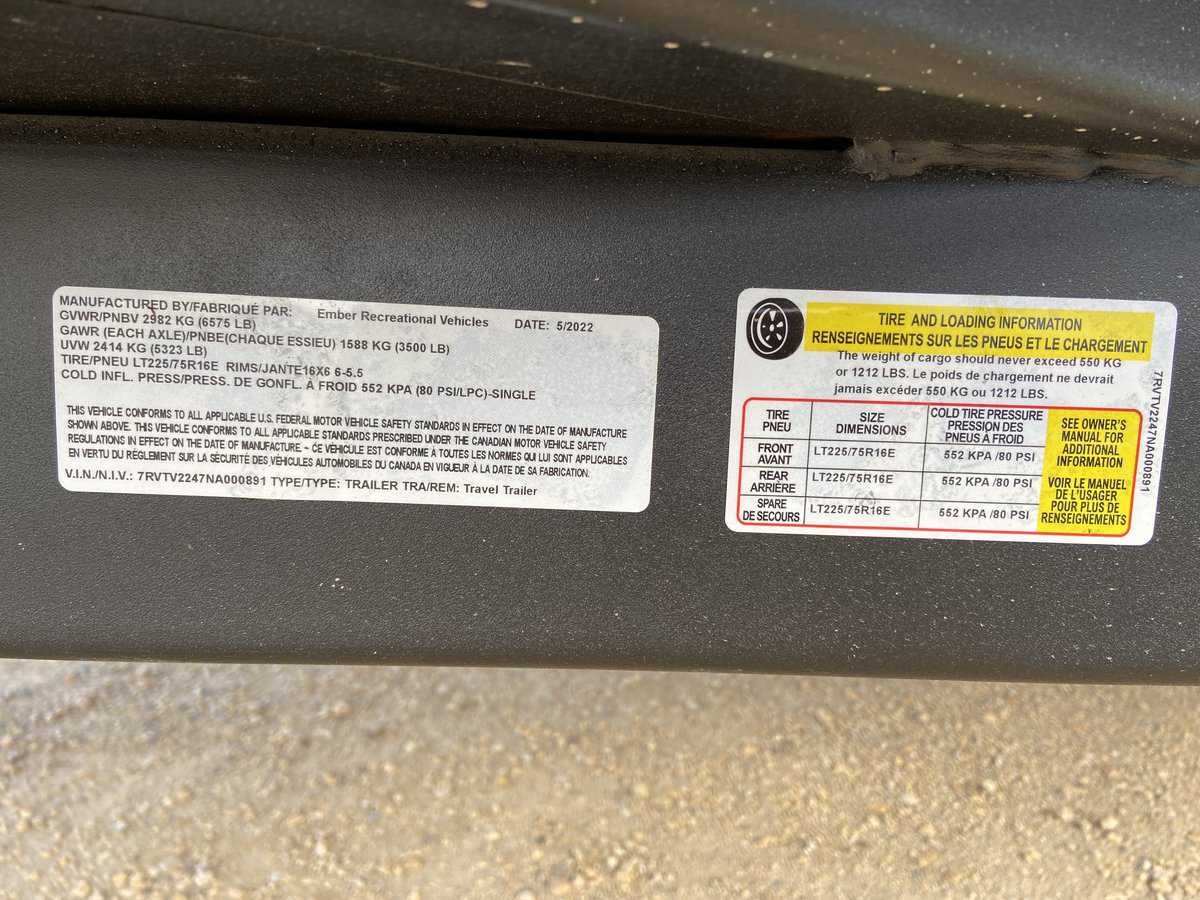 MANUFACTURED BY/FABRIQUÉ PAR: Ember Recreational Vehicles DATE: 5/2022
GVWR/PNBV 2982 KG (6575 LB)
GAWR (EACH AXLE)/PNBE(CHAQUE ESSIEU) 1588 KG (3500 LB)
UVW 2414 KG (5323 LB)
TIRE/PNEU LT225/75R16E RIMS/JANTE16X6 6-5.5
COLD INFL. PRESS/PRESS. DE GONFL. À FROID 552 KPA (80 PSI/LPC)-SINGLE
THIS VEHICLE CONFORMS TO ALL APPLICABLE U.S. FEDERAL MOTOR VEHICLE SAFETY STANDARDS IN EFFECT ON THE DATE OF MANUFACTURE
SHOWN ABOVE. THIS VEHICLE CONFORMS TO ALL APPLICABLE STANDARDS PRESCRIBED UNDER THE CANADIAN MOTOR VEHICLE SAFETY
REGULATIONS IN EFFECT ON THE DATE OF MANUFACTURE - CE VÉHICULE EST CONFORME À TOUTES LES NORMES QUI LUI SONT APPLICABLES
EN VERTU DU RÈGLEMENT SUR LA SÉCURITÉ DES VÉHICULES AUTOMOBILES DU CANADA EN VIGUEUR À LA DATE DE SA FABRICATION.
V.I.N./N.I.V.: 7RVTV2247NA000891 TYPE/TYPE: TRAILER TRA/REM: Travel Trailer
TIRE AND LOADING INFORMATION
RENSEIGNEMENTS SUR LES PNEUS ET LE CHARGEMENT
The weight of cargo should never exceed 550 KG
or 1212 LBS. Le poids de chargement ne devrait
jamais excéder 550 KG ou 1212 LBS.
TIRE SIZE COLD TIRE PRESSURE
PNEU DIMENSIONS PRESSION DES
PNEUS À FROID
FRONT LT225/75R16E 552 KPA /80 PSI
AVANT
REAR LT225/75R16E 552 KPA /80 PSI
ARRIÈRE
SPARE LT225/75R16E 552 KPA /80 PSI
DE SECOURS
SEE OWNER'S
MANUAL FOR
ADDITIONAL
INFORMATION
VOIR LE MANUEL
DE L'USAGER
POUR PLUS DE
RENSEIGNEMENTS
7RVTV2247NA000891